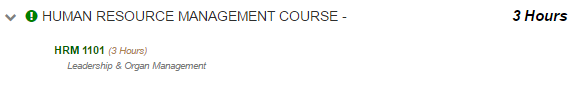 HUMAN RESOURCE MANAGEMENT COURSE - 3 Hours
HRM 1101 (3 Hours)
Leadership & Organ Management